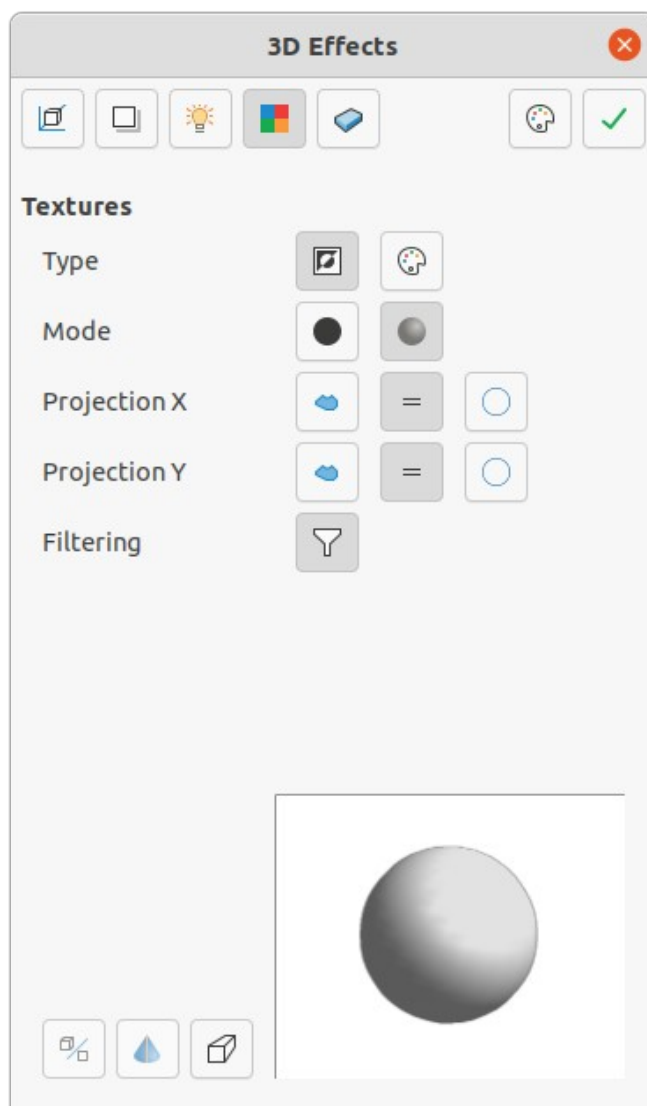 3D Effects
Textures
Type
Mode
Projection X
Projection Y
Filtering